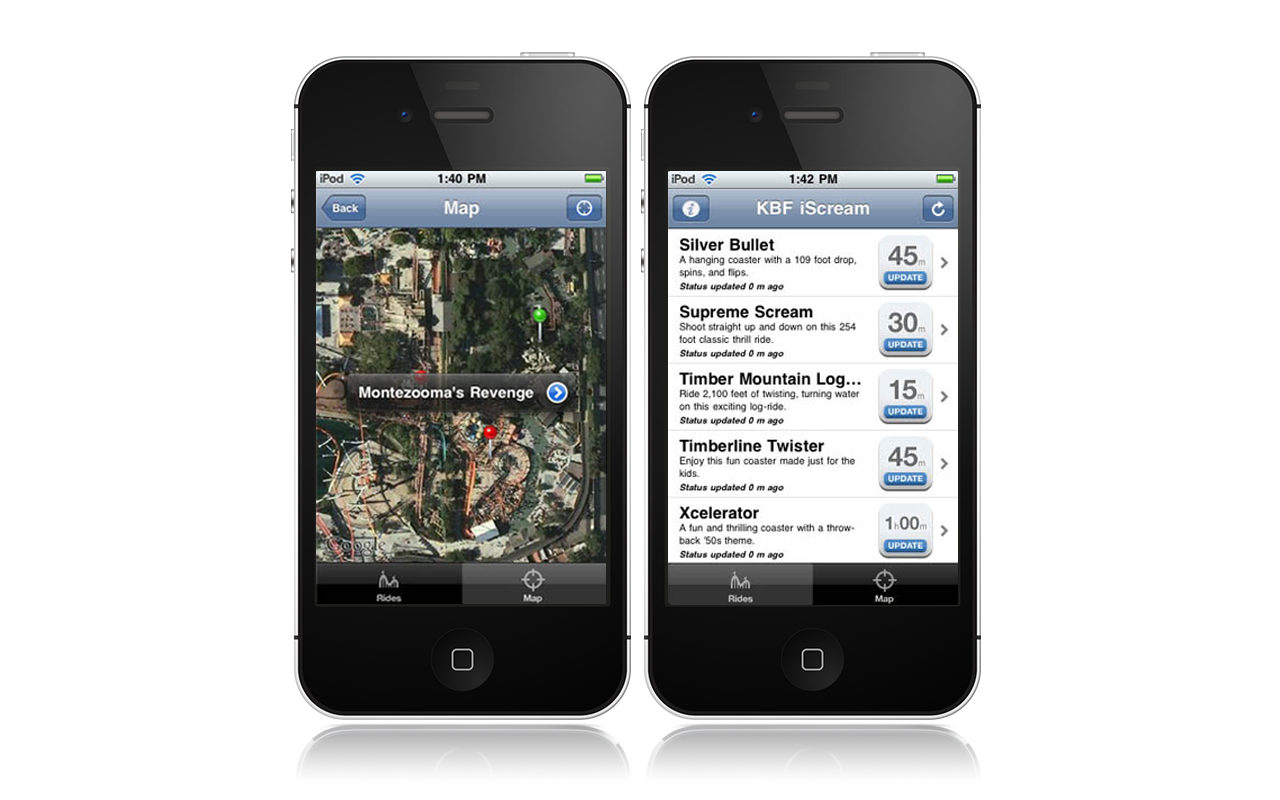 iPod
1:40 PM
Back
Map
Montezooma's Revenge
Rides
Map
iPod
1:42 PM
KBF iScream
Silver Bullet
A hanging coaster with a 109 foot drop,
spins, and flips.
Status updated 0 m ago
45m
UPDATE
Supreme Scream
Shoot straight up and down on this 254
foot classic thrill ride.
Status updated 0 m ago
30m
UPDATE
Timber Mountain Log...
Ride 2,100 feet of twisting, turning water
on this exciting log-ride.
Status updated 0 m ago
15m
UPDATE
Timberline Twister
Enjoy this fun coaster made just for the
kids.
Status updated 0 m ago
45m
UPDATE
Xcelerator
A fun and thrilling coaster with a throw-
back '50s theme.
Status updated 0 m ago
1h00m
UPDATE
Rides
Map